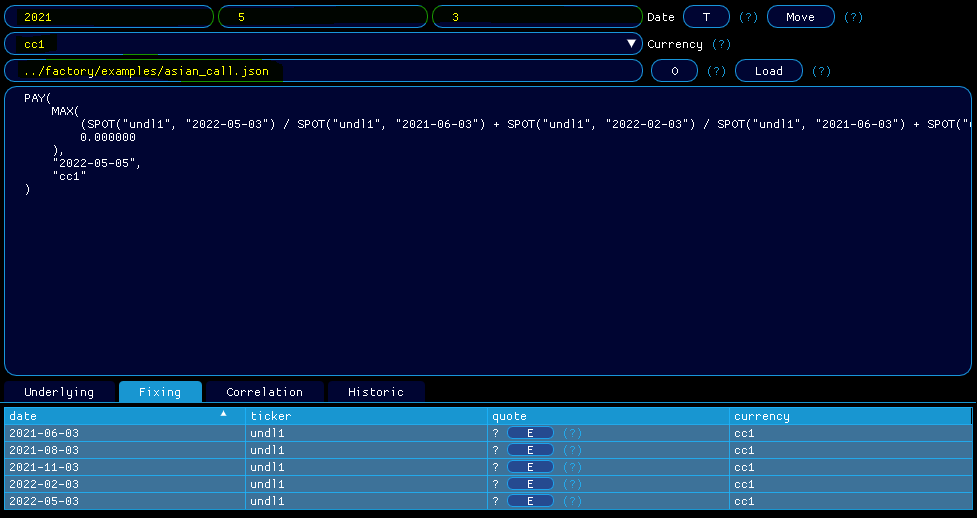 2021 5 3 Date T (?) Move (?)
cc1 ▼ Currency (?)
../factory/examples/asian_call.json O (?) Load (?)
PAY(
MAX(
(SPOT("undl1", "2022-05-03") / SPOT("undl1", "2021-06-03") + SPOT("undl1", "2022-02-03") / SPOT("undl1", "2021-06-03") + SPOT("
0.000000
),
"2022-05-05",
"cc1"
)
Underlying Fixing Correlation Historic
date ▲ ticker quote currency
2021-06-03 undl1 ? E (?) cc1
2021-08-03 undl1 ? E (?) cc1
2021-11-03 undl1 ? E (?) cc1
2022-02-03 undl1 ? E (?) cc1
2022-05-03 undl1 ? E (?) cc1